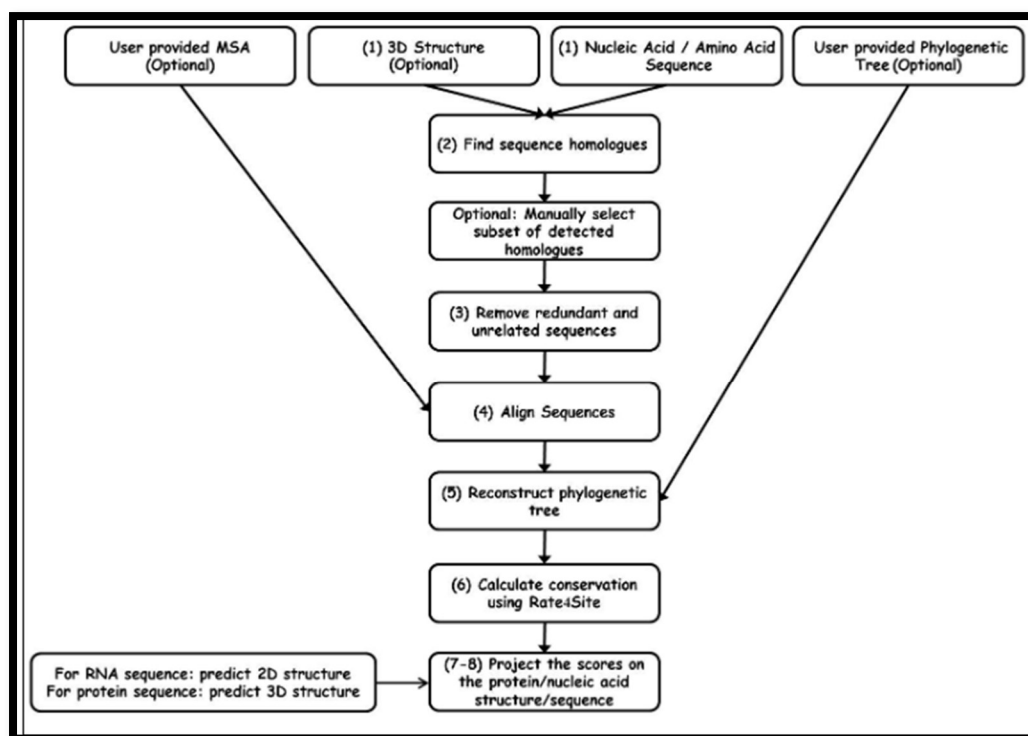 User provided MSA
(Optional)
(1) 3D Structure
(Optional)
(1) Nucleic Acid / Amino Acid
Sequence
User provided Phylogenetic
Tree (Optional)
(2) Find sequence homologues
Optional: Manually select
subset of detected
homologues
(3) Remove redundant and
unrelated sequences
(4) Align Sequences
(5) Reconstruct phylogenetic
tree
(6) Calculate conservation
using Rate4Site
For RNA sequence: predict 2D structure
For protein sequence: predict 3D structure
(7-8) Project the scores on
the protein/nucleic acid
structure/sequence